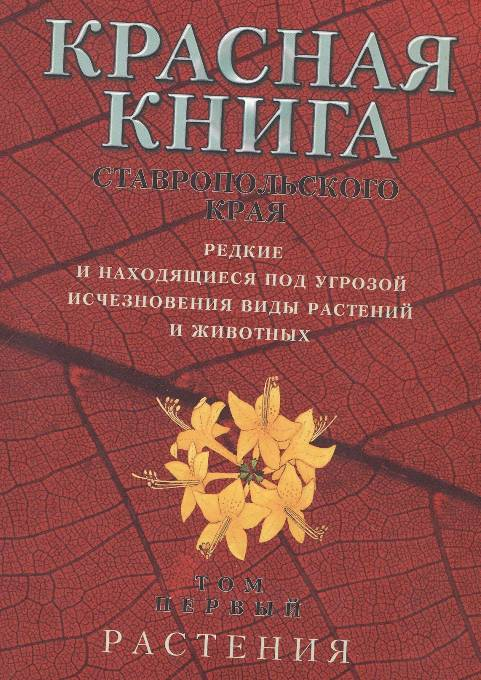 КРАСНАЯ
КНИГА
СТАВРОПОЛЬСКОГО
КРАЯ
РЕДКИЕ
И НАХОДЯЩИЕСЯ ПОД УГРОЗОЙ
ИСЧЕЗНОВЕНИЯ ВИДЫ РАСТЕНИЙ
И ЖИВОТНЫХ
ТОМ
ПЕРВЫЙ
РАСТЕНИЯ